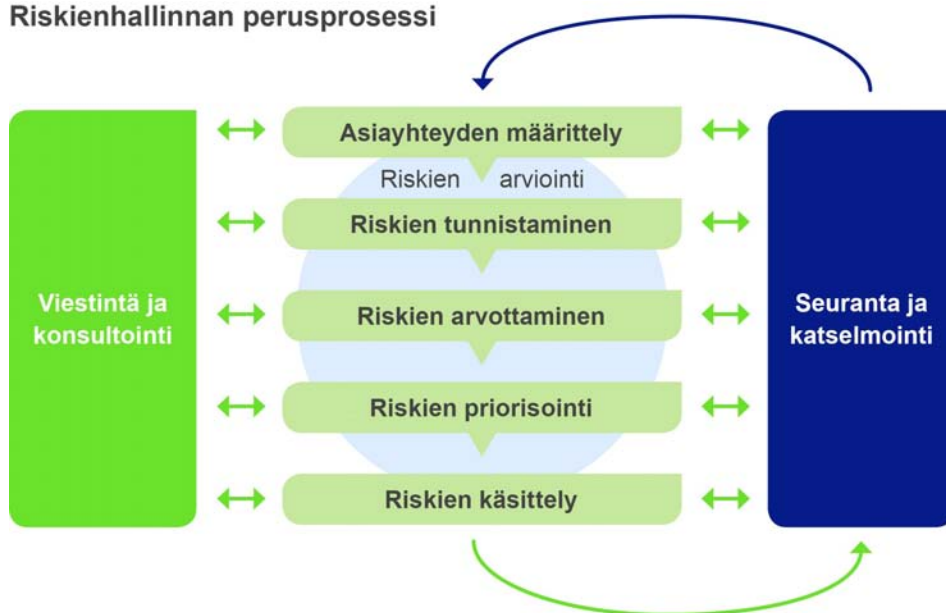 Riskienhallinnan perusprosessi
Asiayhteyden määrittely
Riskien arviointi
Riskien tunnistaminen
Riskien arvottaminen
Riskien priorisointi
Riskien käsittely
Viestintä ja
konsultointi
Seuranta ja
katselmointi